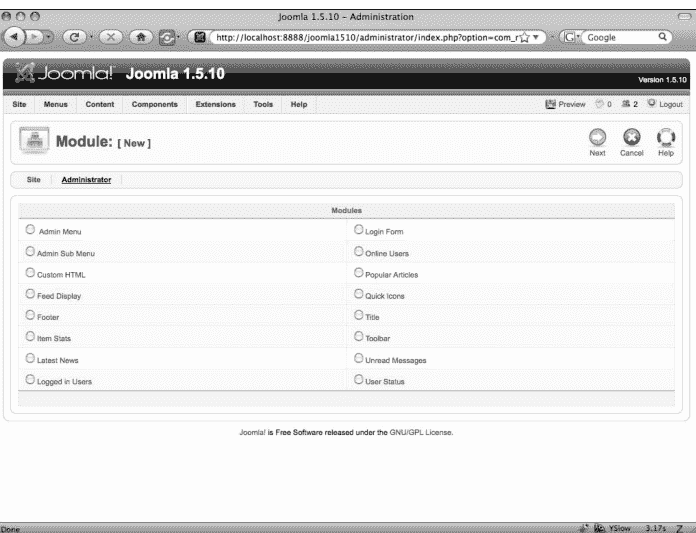 Joomla 1.5.10 – Administration
http://localhost:8888/joomla1510/administrator/index.php?option=com_r
Google
Joomla! Joomla 1.5.10
Version 1.5.10
Site Menus Content Components Extensions Tools Help Preview 0 2 Logout
Module: [ New ]
Next Cancel Help
Site Administrator
Modules
Admin Menu Login Form
Admin Sub Menu Online Users
Custom HTML Popular Articles
Feed Display Quick Icons
Footer Title
Item Stats Toolbar
Latest News Unread Messages
Logged in Users User Status
Joomla! is Free Software released under the GNU/GPL License.
Done YSlow 3.17s